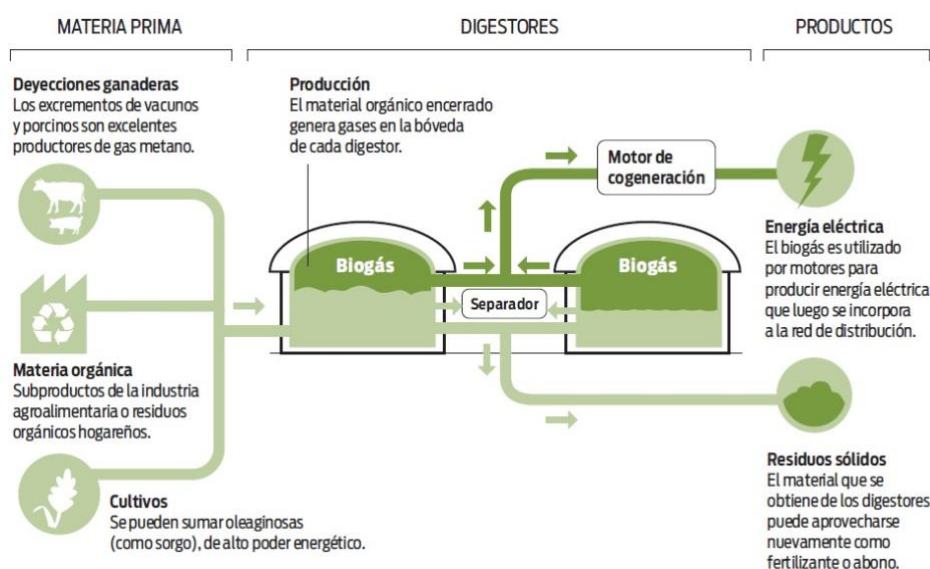 MATERIA PRIMA
DIGESTORES
PRODUCTOS
Deyecciones ganaderas
Los excrementos de vacunos
y porcinos son excelentes
productores de gas metano.
Materia orgánica
Subproductos de la industria
agroalimentaria o residuos
orgánicos hogareños.
Cultivos
Se pueden sumar oleaginosas
(como sorgo), de alto poder energético.
Producción
El material orgánico encerrado
genera gases en la bóveda
de cada digestor.
Biogás
Separador
Biogás
Motor de
cogeneración
Energía eléctrica
El biogás es utilizado
por motores para
producir energía eléctrica
que luego se incorpora
a la red de distribución.
Residuos sólidos
El material que se
obtiene de los digestores
puede aprovecharse
nuevamente como
fertilizante o abono.